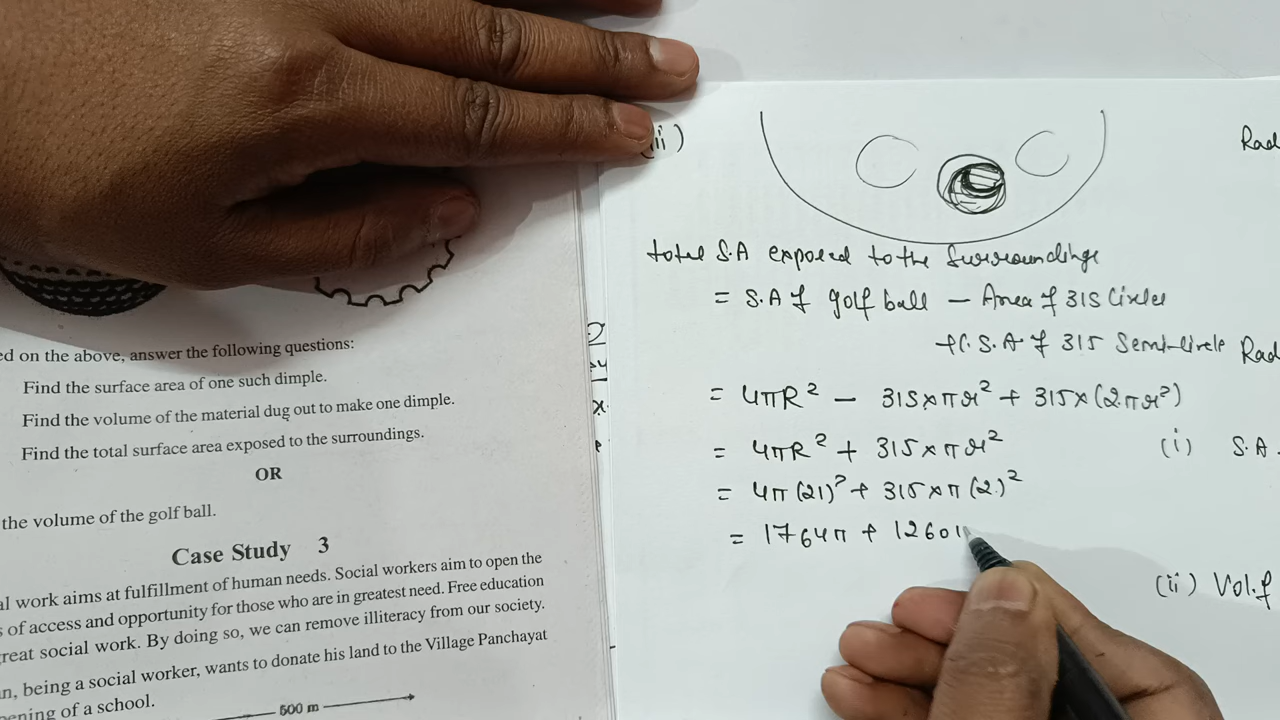 ed on the above, answer the following questions:
Find the surface area of one such dimple.
Find the volume of the material dug out to make one dimple.
Find the total surface area exposed to the surroundings.
OR
the volume of the golf ball.
Case Study 3
al work aims at fulfillment of human needs. Social workers aim to open the
s of access and opportunity for those who are in greatest need. Free education
reat social work. By doing so, we can remove illiteracy from our society.
n, being a social worker, wants to donate his land to the Village Panchayat
pening of a school.
500 m
ii)
total S.A exposed to the Surroundings
= S.A of golf ball - Area of 315 Circles
+ C.S.A of 315 Semi-circle
= 4πR² - 315×πr² + 315×(2πr²)
= 4πR² + 315×πr²
= 4π(21)² + 315×π(2)²
= 1764π + 1260
Rad
Rad
(i) S.A.
(ii) Vol.of